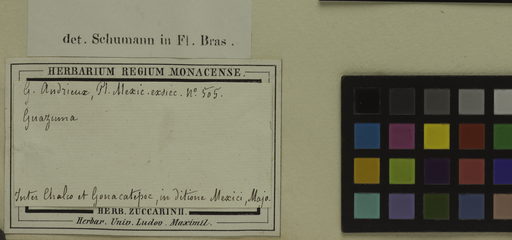 det. Schumann in Fl. Bras.
HERBARIUM REGIUM MONACENSE.
G. Andrieux, Pl. Mexic. exsicc. No 505.
Guazuma
Inter Chalco et Gonacatepec, in ditione Mexici, Majo.
HERB. ZUCCARINII.
Herbar. Univ. Ludov. Maximil.